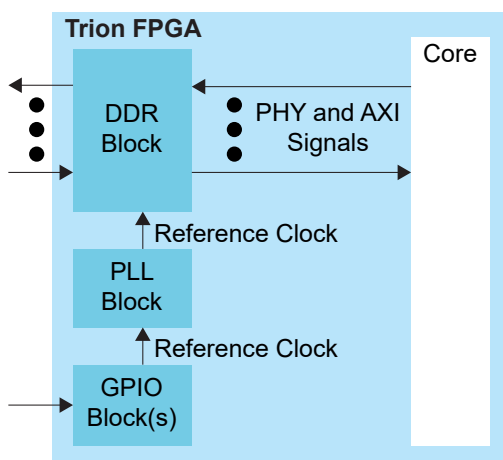 Trion FPGA
Core
DDR
Block
PHY and AXI
Signals
Reference Clock
PLL
Block
Reference Clock
GPIO
Block(s)